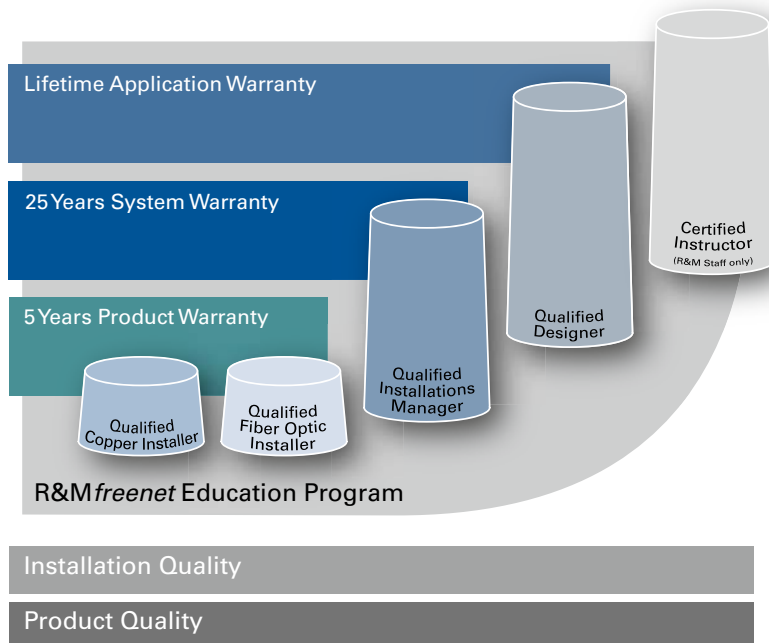 Lifetime Application Warranty
25 Years System Warranty
5 Years Product Warranty
Qualified
Copper Installer
Qualified
Fiber Optic
Installer
Qualified
Installations
Manager
Qualified
Designer
Certified
Instructor
(R&M Staff only)
R&Mfreenet Education Program
Installation Quality
Product Quality